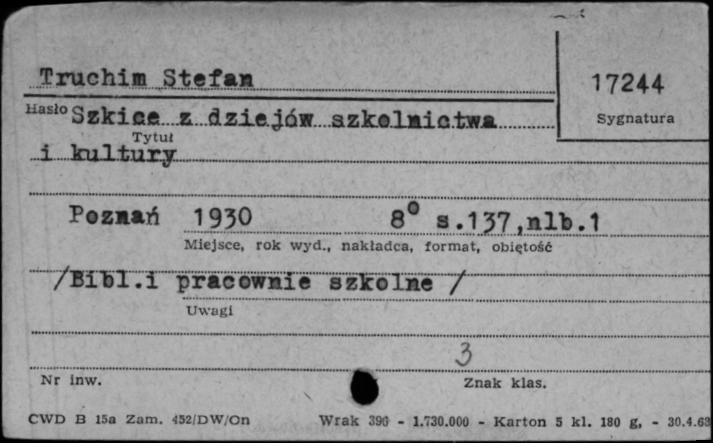 Truchim Stefan
17244
Sygnatura
Hasło Szkice z dziejów szkolnictwa
Tytuł
i kultury
Poznań 1930 8° s.137,nlb.1
Miejsce, rok wyd., nakładca, format, objętość
/Bibl.i pracownie szkolne /
Uwagi
3
Nr inw.
Znak klas.
CWD B 15a Zam. 452/DW/On Wrak 396 - 1.730.000 - Karton 5 kl. 180 g, - 30.4.63